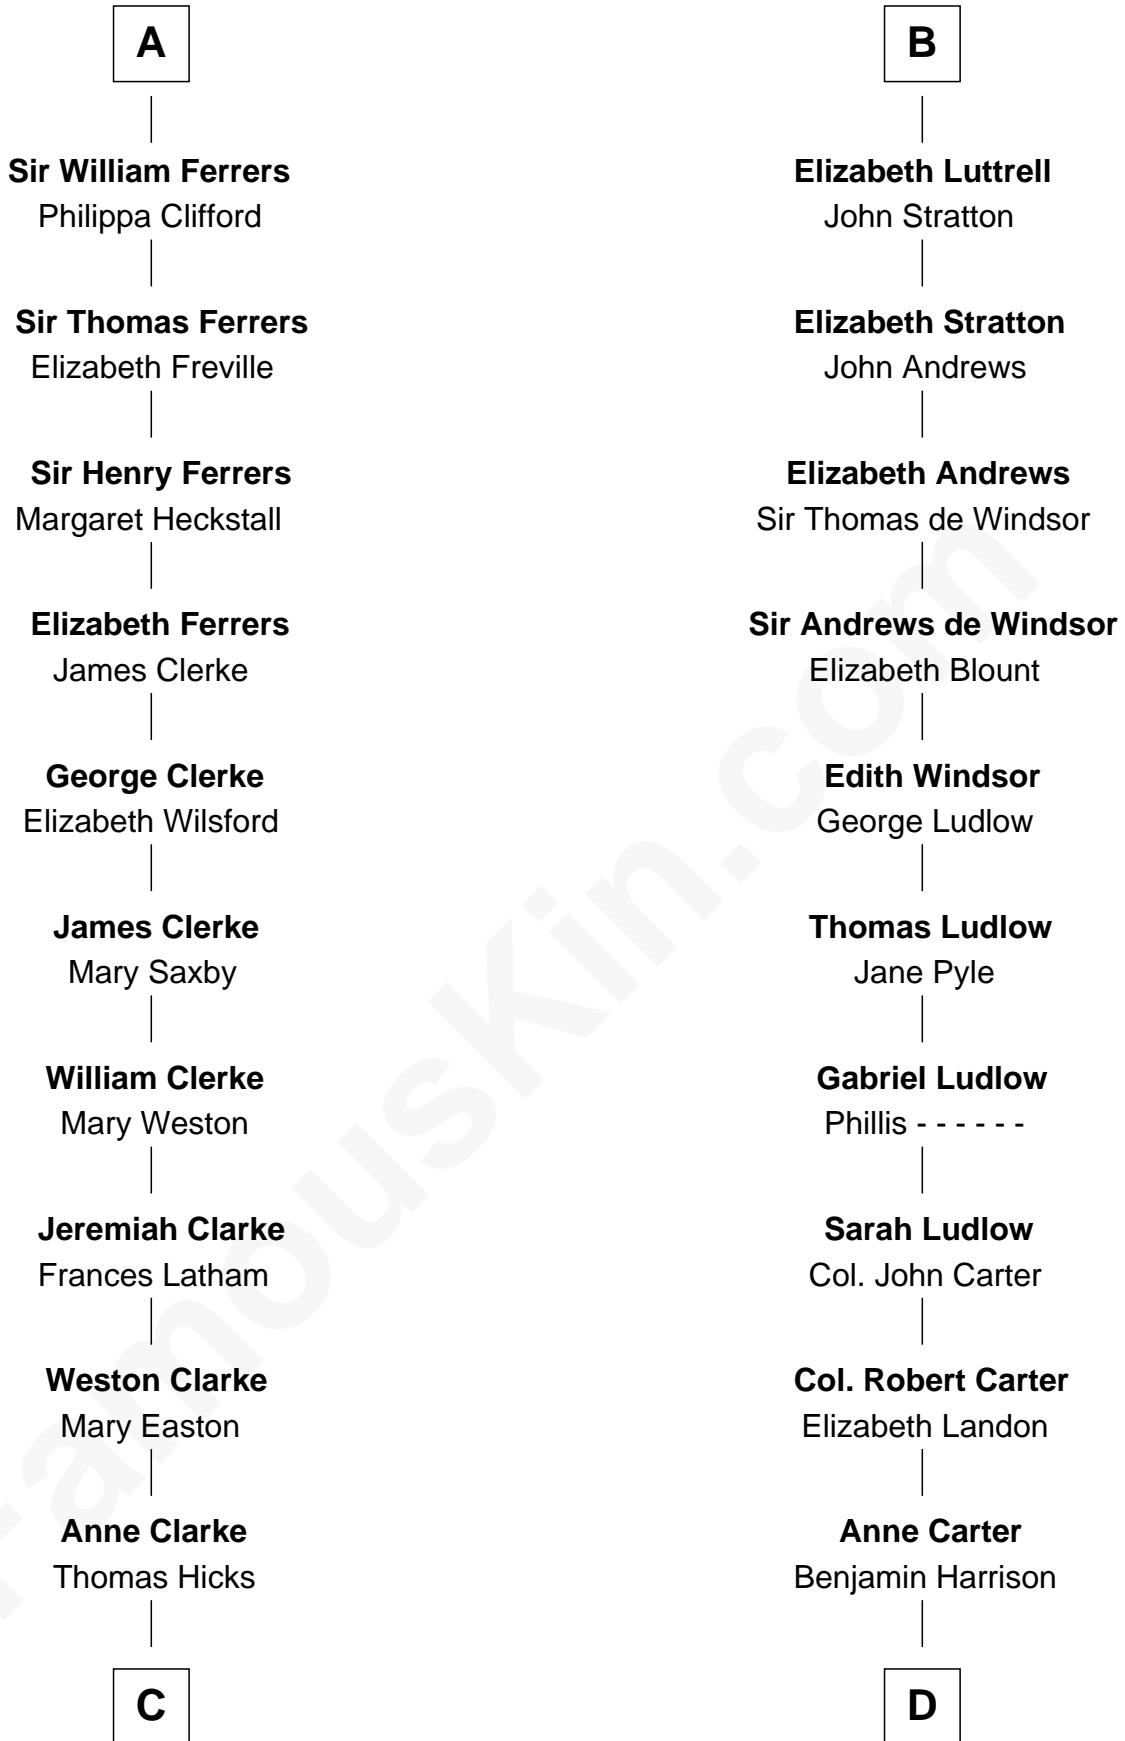 A
Sir William Ferrers
Philippa Clifford
Sir Thomas Ferrers
Elizabeth Freville
Sir Henry Ferrers
Margaret Heckstall
Elizabeth Ferrers
James Clerke
George Clerke
Elizabeth Wilsford
James Clerke
Mary Saxby
William Clerke
Mary Weston
Jeremiah Clarke
Frances Latham
Weston Clarke
Mary Easton
Anne Clarke
Thomas Hicks
C
B
Elizabeth Luttrell
John Stratton
Elizabeth Stratton
John Andrews
Elizabeth Andrews
Sir Thomas de Windsor
Sir Andrews de Windsor
Elizabeth Blount
Edith Windsor
George Ludlow
Thomas Ludlow
Jane Pyle
Gabriel Ludlow
Phillis - - - - - -
Sarah Ludlow
Col. John Carter
Col. Robert Carter
Elizabeth Landon
Anne Carter
Benjamin Harrison
D
FamousKin.com